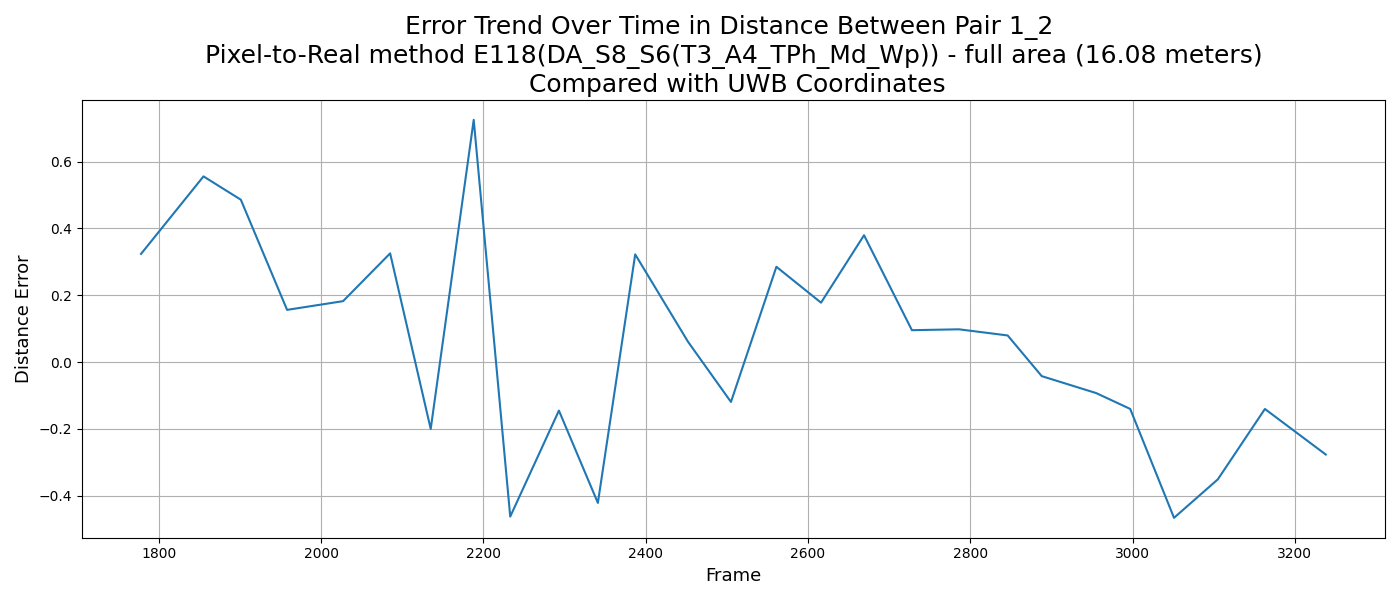 Error Trend Over Time in Distance Between Pair 1_2
Pixel-to-Real method E118(DA_S8_S6(T3_A4_TPh_Md_Wp)) - full area (16.08 meters)
Compared with UWB Coordinates
Distance Error
0.6
0.4
0.2
0.0
−0.2
−0.4
1800 2000 2200 2400 2600 2800 3000 3200
Frame